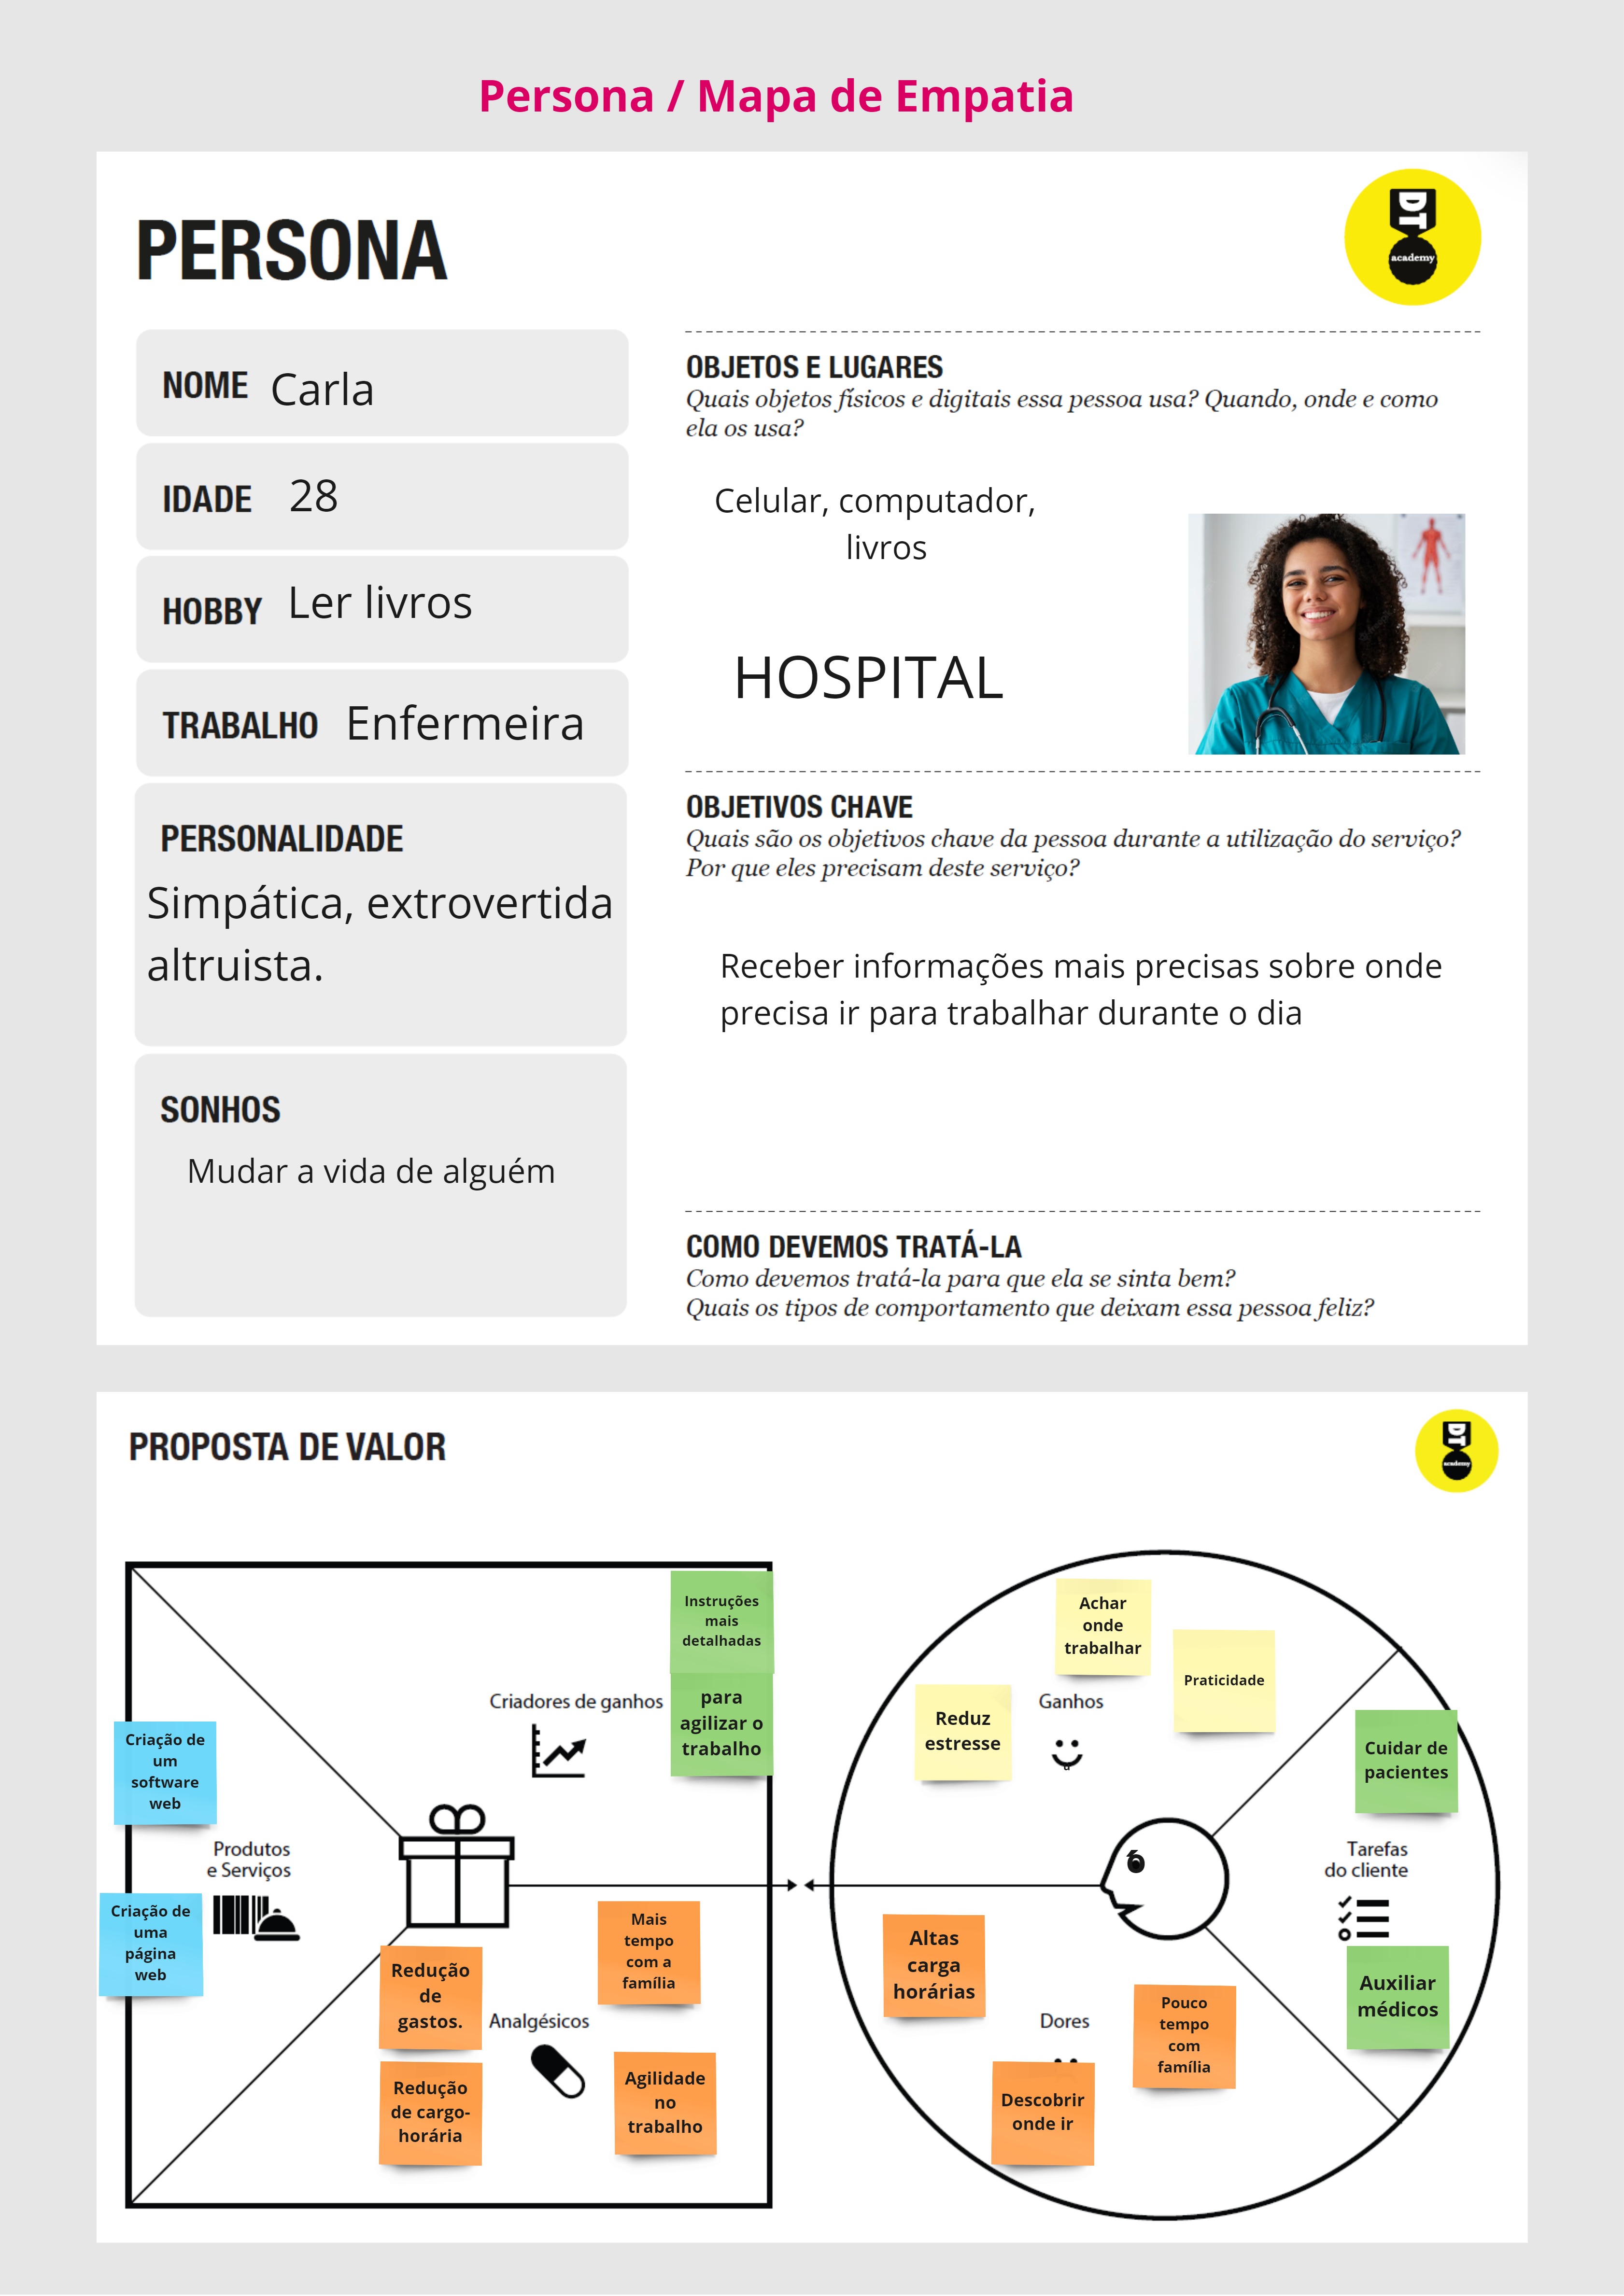 Persona / Mapa de Empatia
PERSONA
DT
academy
NOME Carla
IDADE 28
HOBBY Ler livros
TRABALHO Enfermeira
PERSONALIDADE
Simpática, extrovertida
altruista.
SONHOS
Mudar a vida de alguém
OBJETOS E LUGARES
Quais objetos físicos e digitais essa pessoa usa? Quando, onde e como
ela os usa?
Celular, computador,
livros
HOSPITAL
OBJETIVOS CHAVE
Quais são os objetivos chave da pessoa durante a utilização do serviço?
Por que eles precisam deste serviço?
Receber informações mais precisas sobre onde
precisa ir para trabalhar durante o dia
COMO DEVEMOS TRATÁ-LA
Como devemos tratá-la para que ela se sinta bem?
Quais os tipos de comportamento que deixam essa pessoa feliz?
PROPOSTA DE VALOR
DT
academy
Instruções
mais
detalhadas
para
agilizar o
trabalho
Criadores de ganhos
Criação de
um
software
web
Produtos
e Serviços
Criação de
uma
página
web
Redução
de
gastos.
Mais
tempo
com a
família
Analgésicos
Redução
de cargo-
horária
Agilidade
no
trabalho
Achar
onde
trabalhar
Praticidade
Reduz
estresse
Ganhos
Cuidar de
pacientes
Tarefas
do cliente
Auxiliar
médicos
Altas
carga
horárias
Dores
Pouco
tempo
com
família
Descobrir
onde ir